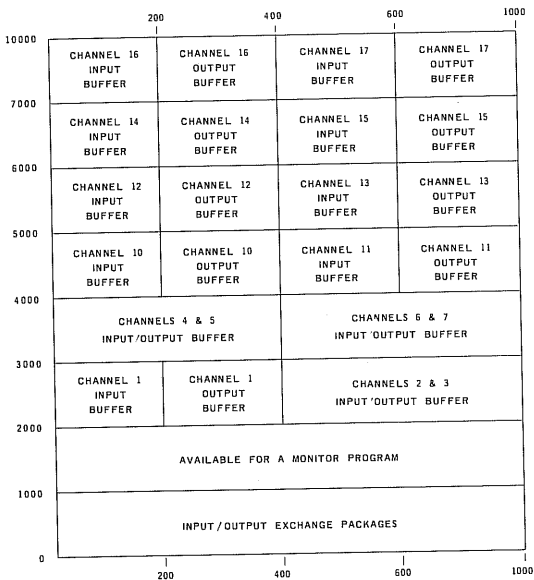 200 400 600 1000
10000
CHANNEL 16 CHANNEL 16 CHANNEL 17 CHANNEL 17
INPUT OUTPUT INPUT OUTPUT
BUFFER BUFFER BUFFER BUFFER
7000
CHANNEL 14 CHANNEL 14 CHANNEL 15 CHANNEL 15
INPUT OUTPUT INPUT OUTPUT
BUFFER BUFFER BUFFER BUFFER
6000
CHANNEL 12 CHANNEL 12 CHANNEL 13 CHANNEL 13
INPUT OUTPUT INPUT OUTPUT
BUFFER BUFFER BUFFER BUFFER
5000
CHANNEL 10 CHANNEL 10 CHANNEL 11 CHANNEL 11
INPUT OUTPUT INPUT OUTPUT
BUFFER BUFFER BUFFER BUFFER
4000
CHANNELS 4 & 5 CHANNELS 6 & 7
INPUT/OUTPUT BUFFER INPUT'OUTPUT BUFFER
3000
CHANNEL 1 CHANNEL 1 CHANNELS 2 & 3
INPUT OUTPUT INPUT'OUTPUT BUFFER
BUFFER BUFFER
2000
AVAILABLE FOR A MONITOR PROGRAM
1000
INPUT/OUTPUT EXCHANGE PACKAGES
0
200 400 600 1000